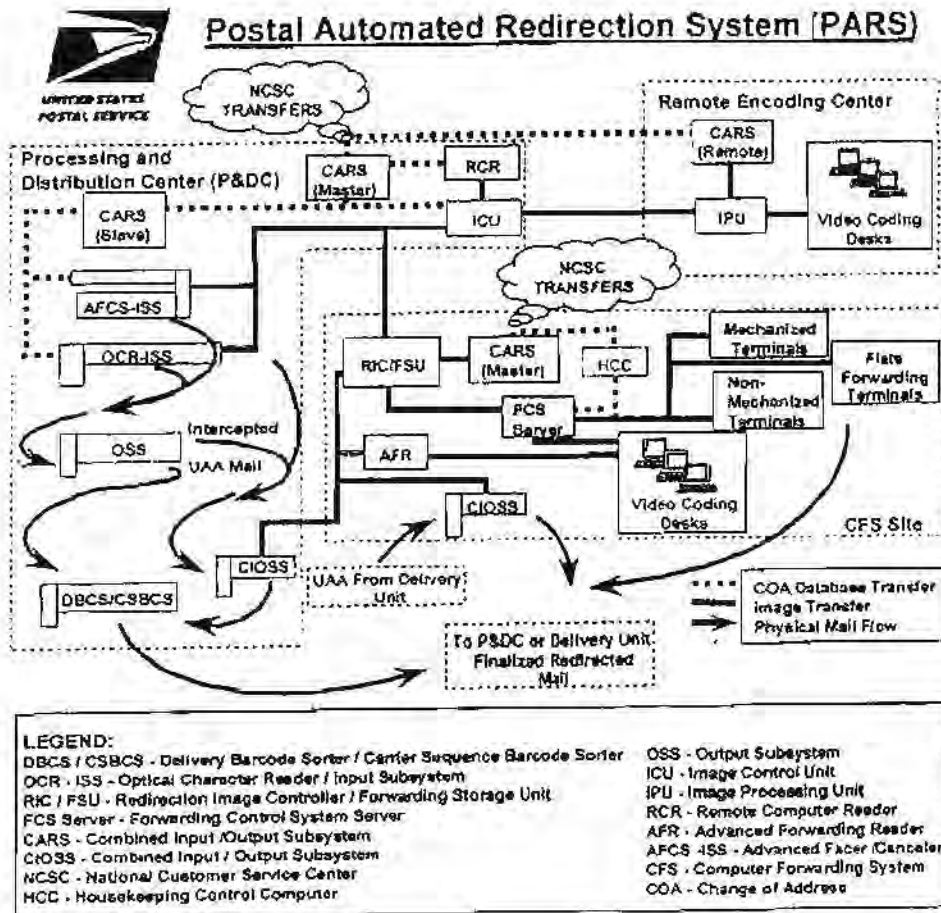 Postal Automated Redirection System (PARS)
UNITED STATES
POSTAL SERVICE
NCSC
TRANSFERS
Remote Encoding Center
CARS
(Remote)
Processing and
Distribution Center (P&DC)
CARS
(Master)
RCR
CARS
(Slave)
ICU
IPU
Video Coding
Desks
NCSC
TRANSFERS
AFCS-ISS
OCR-ISS
RIC/FSU
CARS
(Master)
HCC
Mechanized
Terminals
Flats
Forwarding
Terminals
Non-
Mechanized
Terminals
FCS
Server
OSS
Intercepted
UAA Mail
AFR
Video Coding
Desks
CIOSS
CFS Site
CIOSS
UAA From Delivery
Unit
DBCS/CSBCS
COA Database Transfer
Image Transfer
Physical Mail Flow
To P&DC or Delivery Unit
Finalized Redirected
Mail
LEGEND:
DBCS / CSBCS - Delivery Barcode Sorter / Carrier Sequence Barcode Sorter
OCR - ISS - Optical Character Reader / Input Subsystem
RIC / FSU - Redirection Image Controller / Forwarding Storage Unit
FCS Server - Forwarding Control System Server
CARS - Combined Input /Output Subsystem
CIOSS - Combined Input / Output Subsystem
NCSC - National Customer Service Center
HCC - Housekeeping Control Computer
OSS - Output Subsystem
ICU - Image Control Unit
IPU - Image Processing Unit
RCR - Remote Computer Reader
AFR - Advanced Forwarding Reader
AFCS -ISS - Advanced Facer /Canceler
CFS - Computer Forwarding System
COA - Change of Address